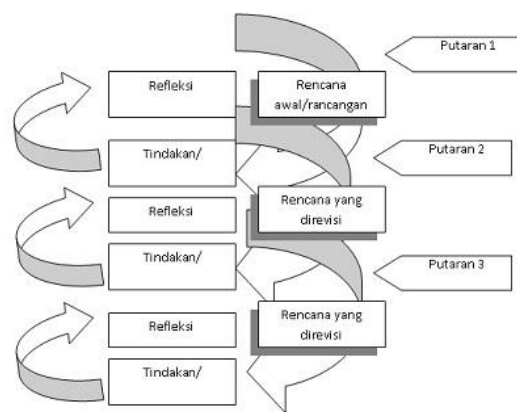 Putaran 1
Refleksi
Rencana
awal/rancangan
Tindakan/
Putaran 2
Refleksi
Rencana yang
direvisi
Tindakan/
Putaran 3
Refleksi
Rencana yang
direvisi
Tindakan/